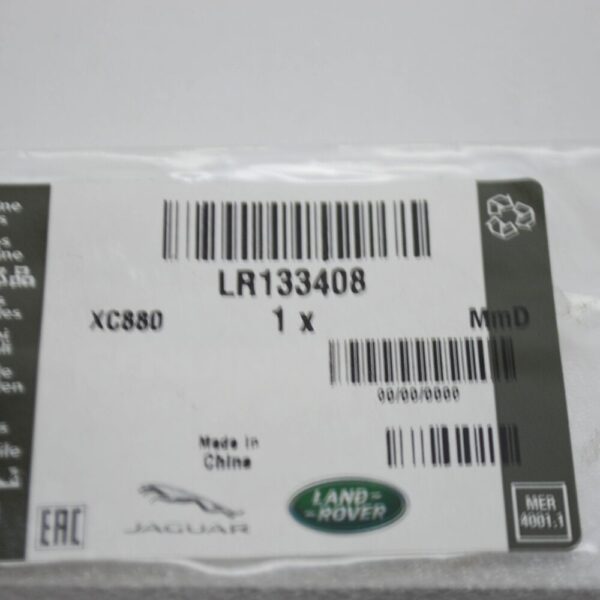 LR133408
XC880 1 x MmD
00/00/0000
Made in
China
EAC
JAGUAR
LAND-
-ROVER
MER
4001.1